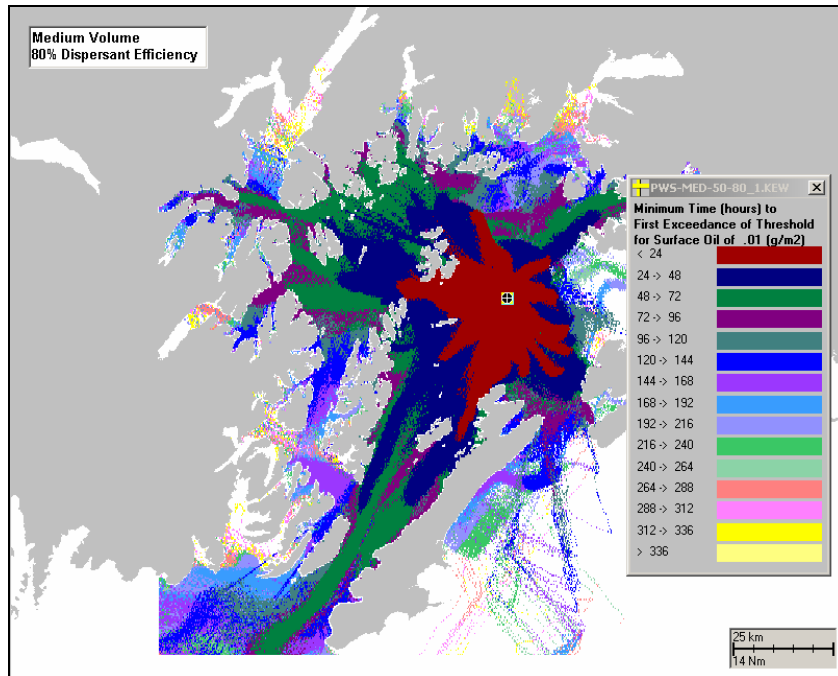 Medium Volume
80% Dispersant Efficiency
PWS-MED-50-80_1.KEW
Minimum Time (hours) to
First Exceedance of Threshold
for Surface Oil of .01 (g/m2)
< 24
24 -> 48
48 -> 72
72 -> 96
96 -> 120
120 -> 144
144 -> 168
168 -> 192
192 -> 216
216 -> 240
240 -> 264
264 -> 288
288 -> 312
312 -> 336
> 336
25 km
14 Nm